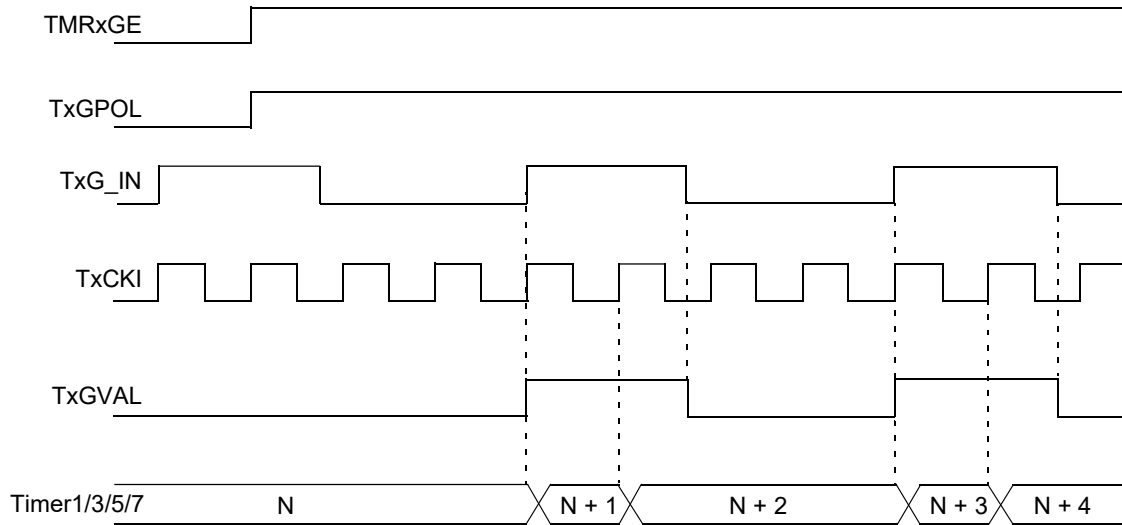 TMRxGE
TxGPOL
TxG_IN
TxCKI
TxGVAL
Timer1/3/5/7 N N + 1 N + 2 N + 3 N + 4